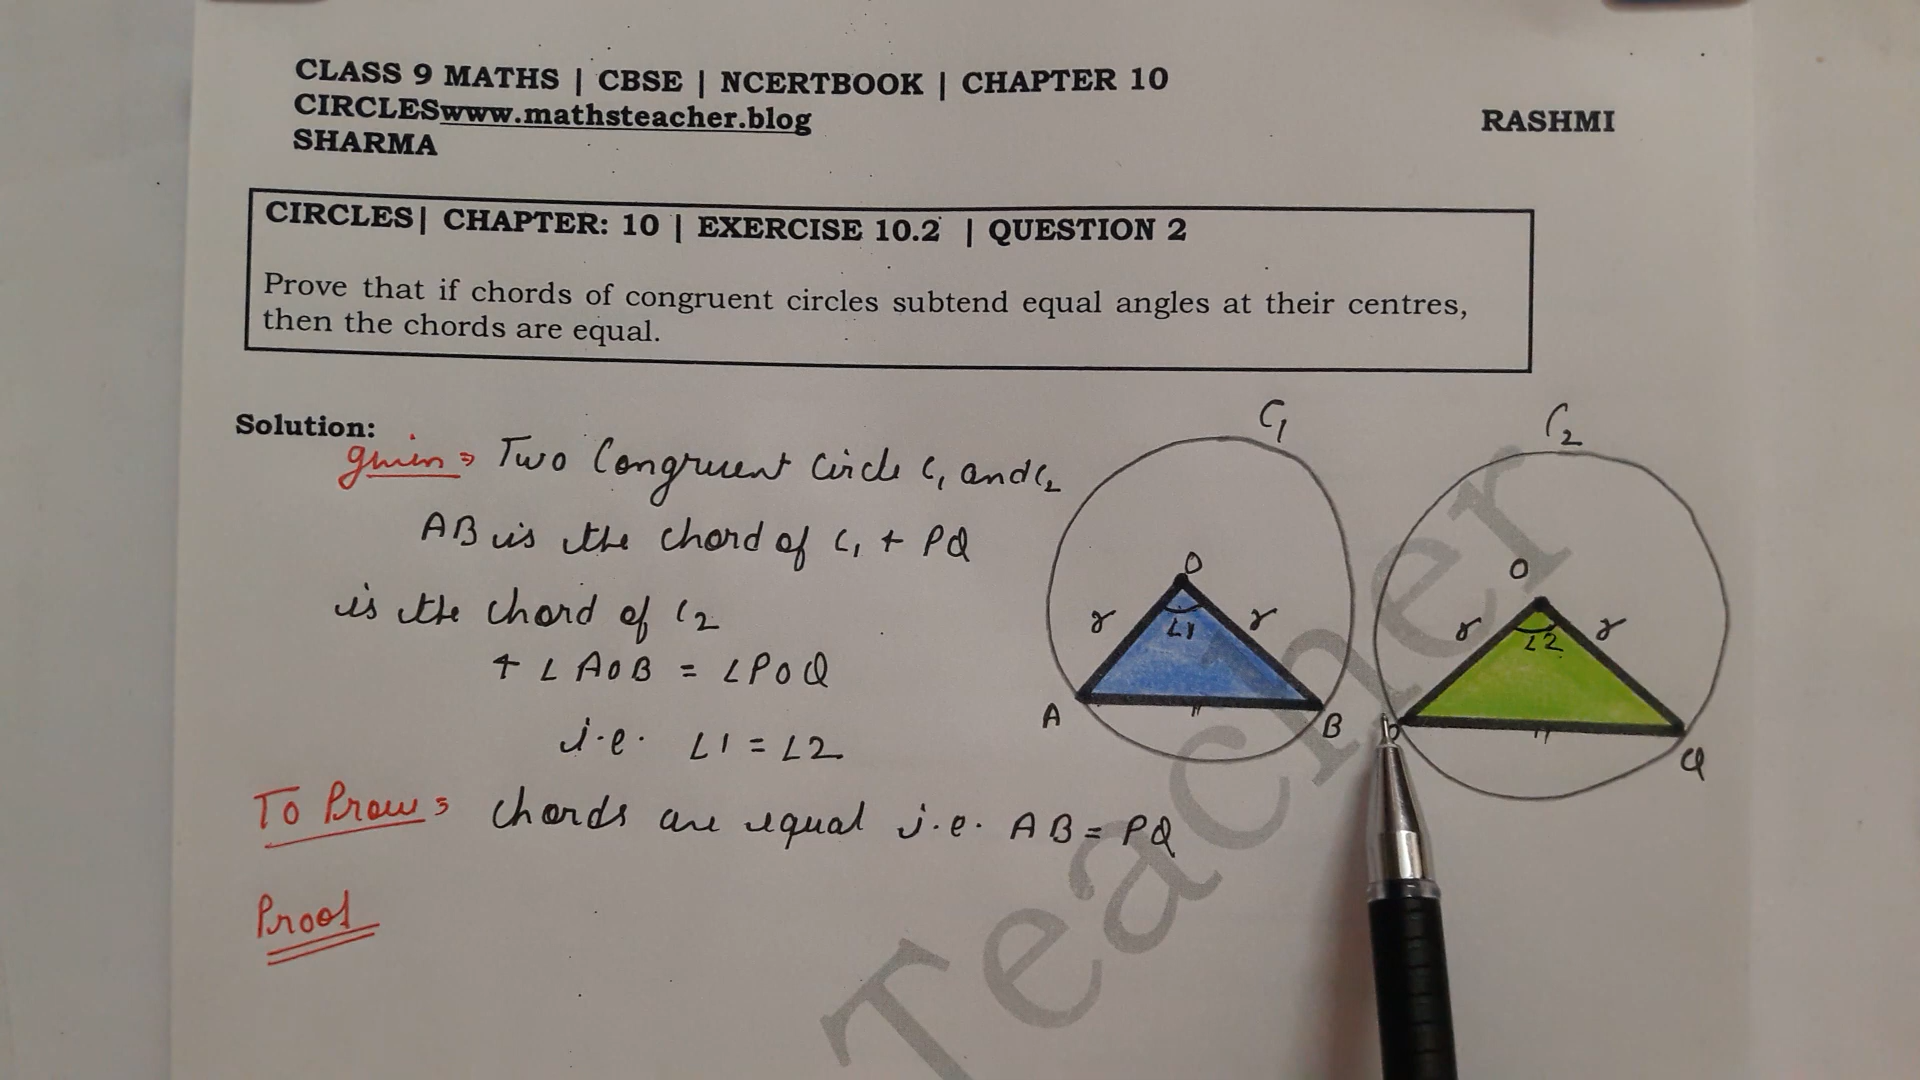 CLASS 9 MATHS | CBSE | NCERTBOOK | CHAPTER 10
CIRCLESwww.mathsteacher.blog RASHMI
SHARMA
CIRCLES| CHAPTER: 10 | EXERCISE 10.2 | QUESTION 2
Prove that if chords of congruent circles subtend equal angles at their centres,
then the chords are equal.
Solution:
given⇒ Two Congruent Circle C₁ and C₂
AB is the chord of C₁ + PQ
is the chord of C₂
+ ∠AOB = ∠POQ
i.e. ∠1 = ∠2
To Prove⇒ chords are equal i.e. AB = PQ
Proof
C₁
O
r r
∠1
A B
C₂
O
r r
∠2
P Q
Teacher